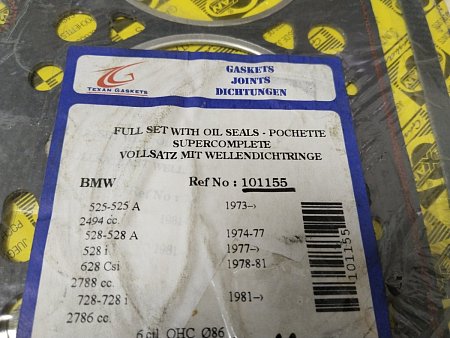 TEXAN GASKETS
GASKETS
JOINTS
DICHTUNGEN
FULL SET WITH OIL SEALS - POCHETTE
SUPERCOMPLETE
VOLLSATZ MIT WELLENDICHTRINGE
BMW Ref No : 101155
525-525 A 1973->
2494 cc.
528-528 A 1974-77
528 i 1977->
628 Csi 1978-81
2788 cc.
728-728 i 1981->
2786 cc.
6 cil. OHC Ø86
101155
JUEG